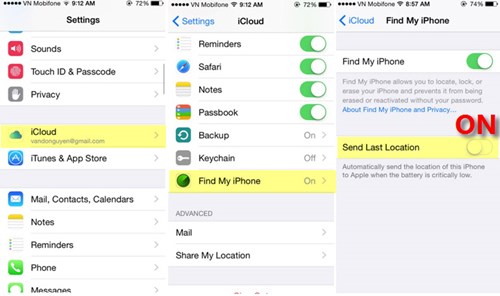 VN Mobifone 9:12 AM 72%
Settings
Sounds
Touch ID & Passcode
Privacy
iCloud
vandonguyen@gmail.com
iTunes & App Store
Mail, Contacts, Calendars
Notes
Reminders
Phone
Messages
VN Mobifone 9:12 AM 72%
Settings
iCloud
Reminders
Safari
Notes
Passbook
Backup
On
Keychain
Off
Find My iPhone
On
ADVANCED
Mail
Share My Location
VN Mobifone 8:57 AM 74%
iCloud
Find My iPhone
Find My iPhone
Find My iPhone allows you to locate, lock, or
erase your iPhone and prevents it from being
erased or reactivated without your password.
About Find My iPhone and Privacy...
ON
Send Last Location
Automatically send the location of this iPhone
to Apple when the battery is critically low.